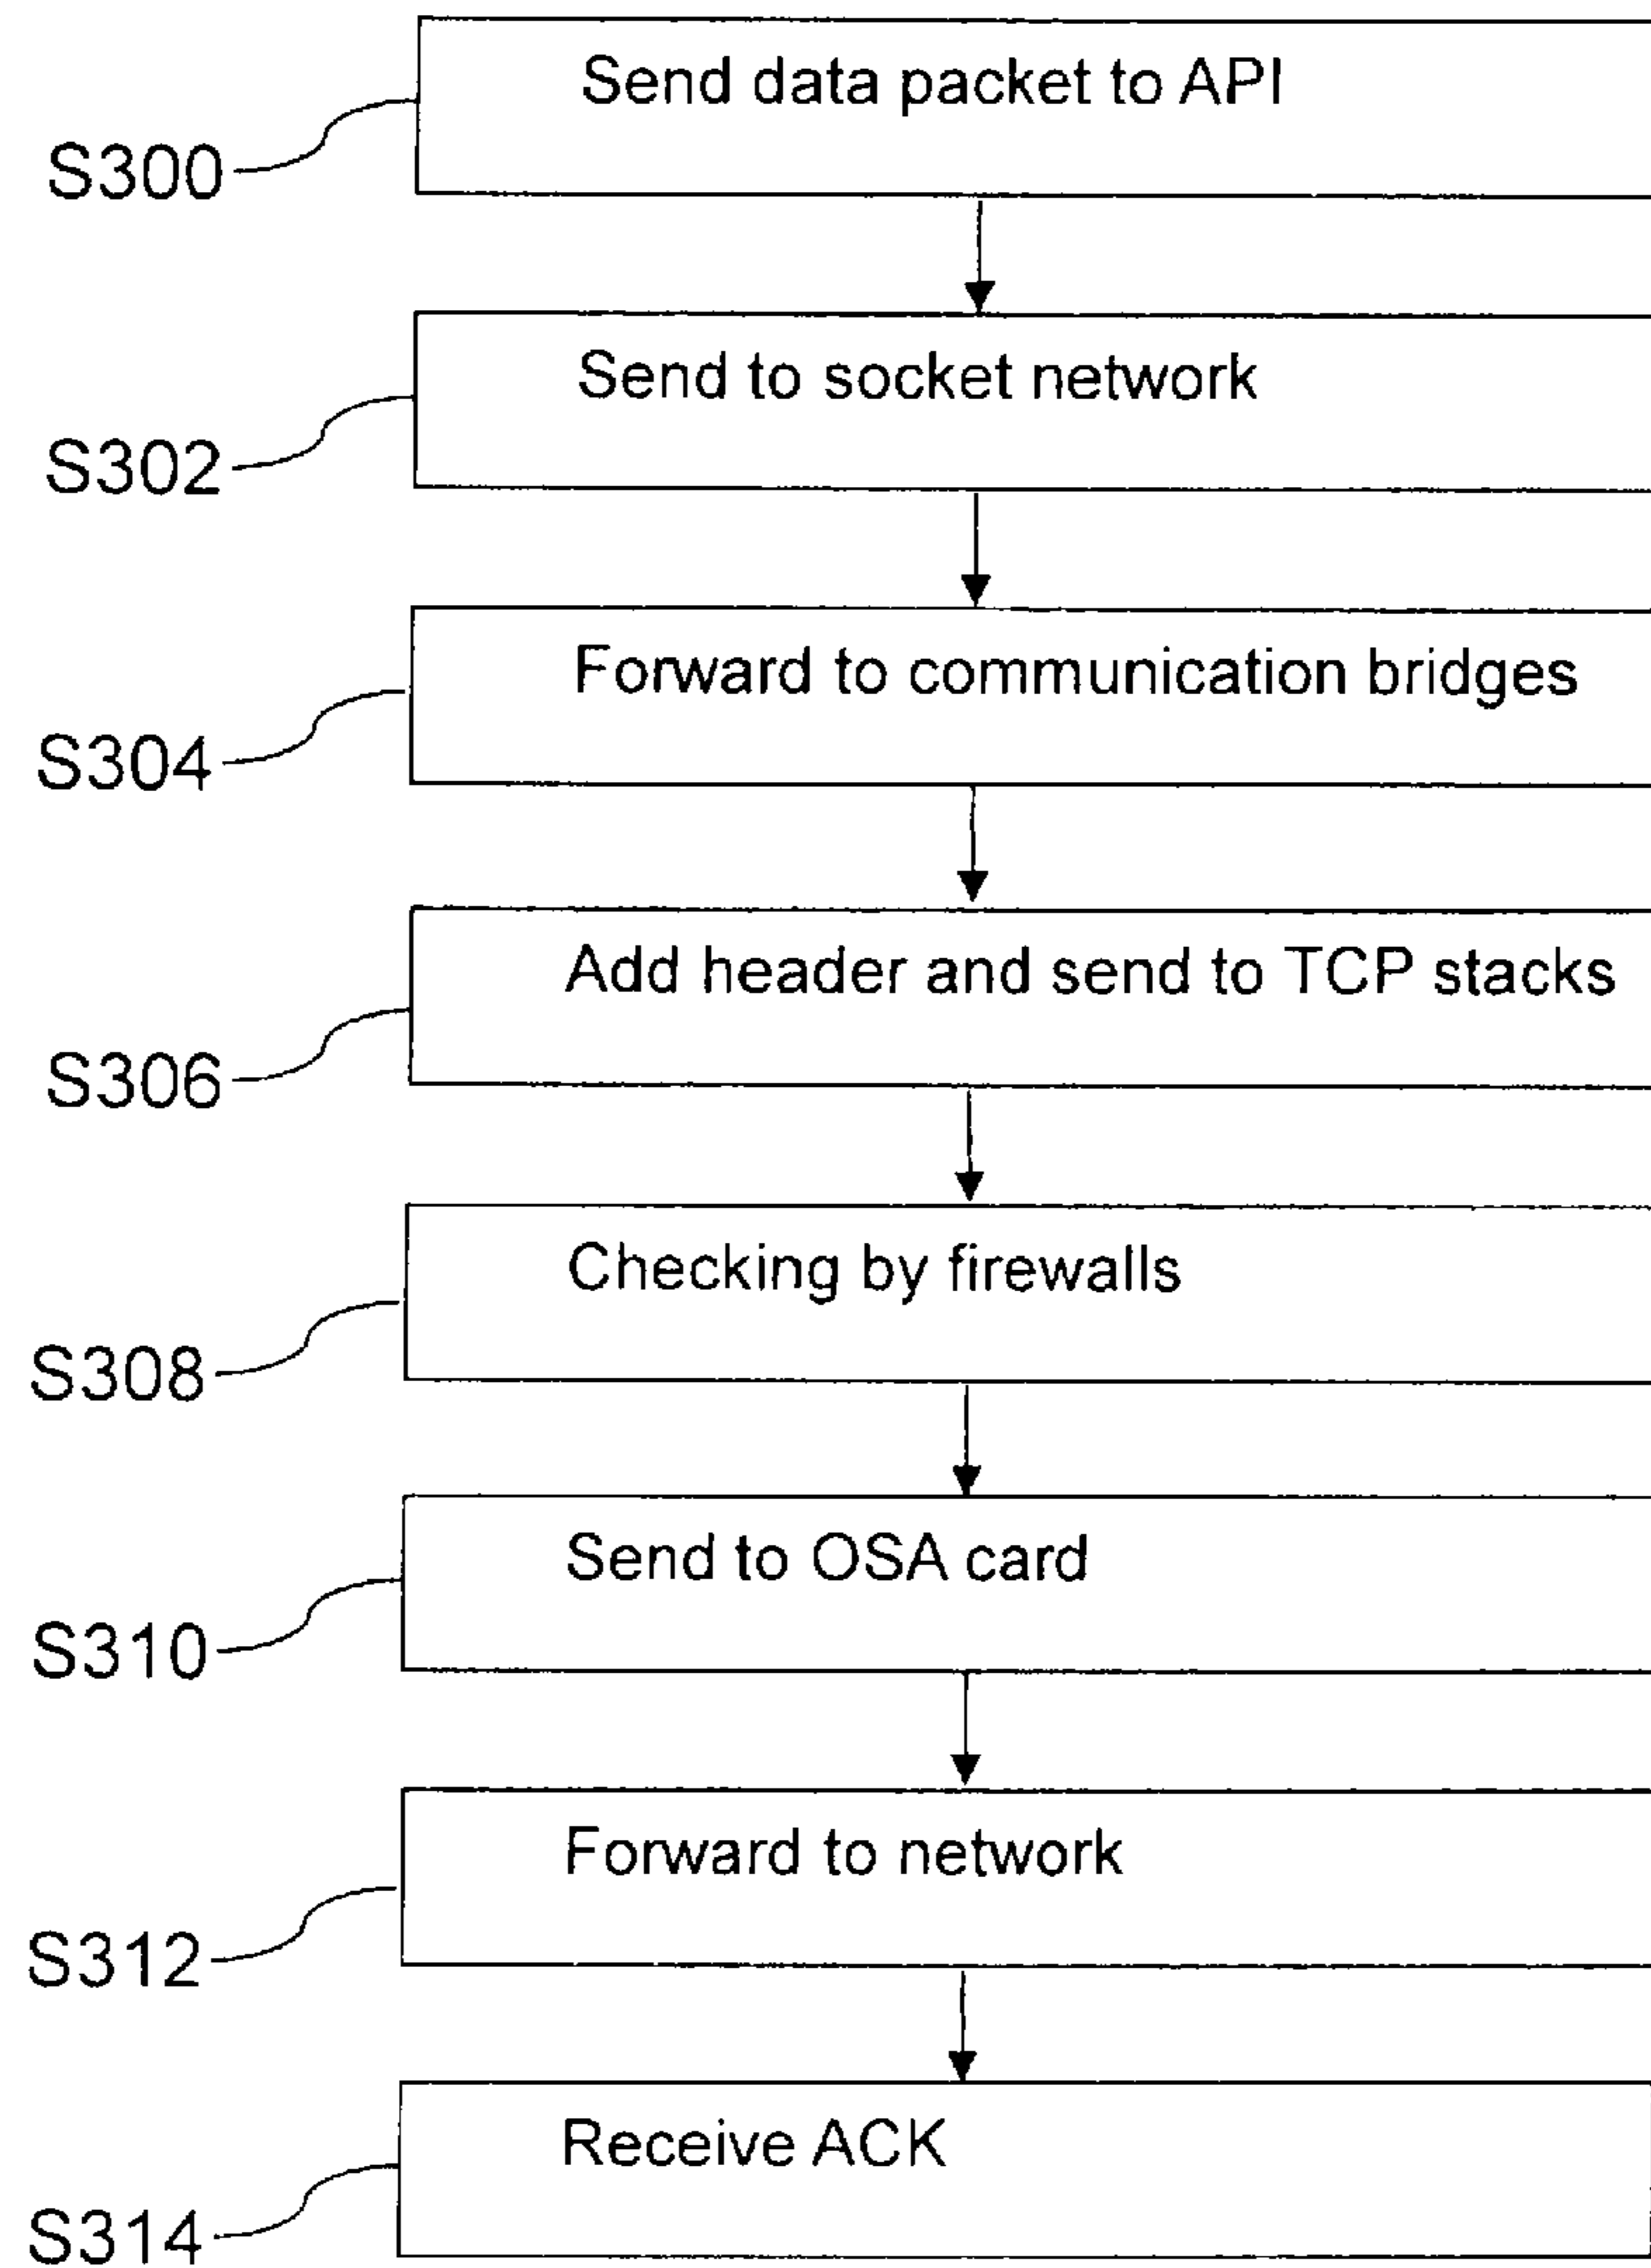 Send data packet to API
S300
Send to socket network
S302
Forward to communication bridges
S304
Add header and send to TCP stacks
S306
Checking by firewalls
S308
Send to OSA card
S310
Forward to network
S312
Receive ACK
S314